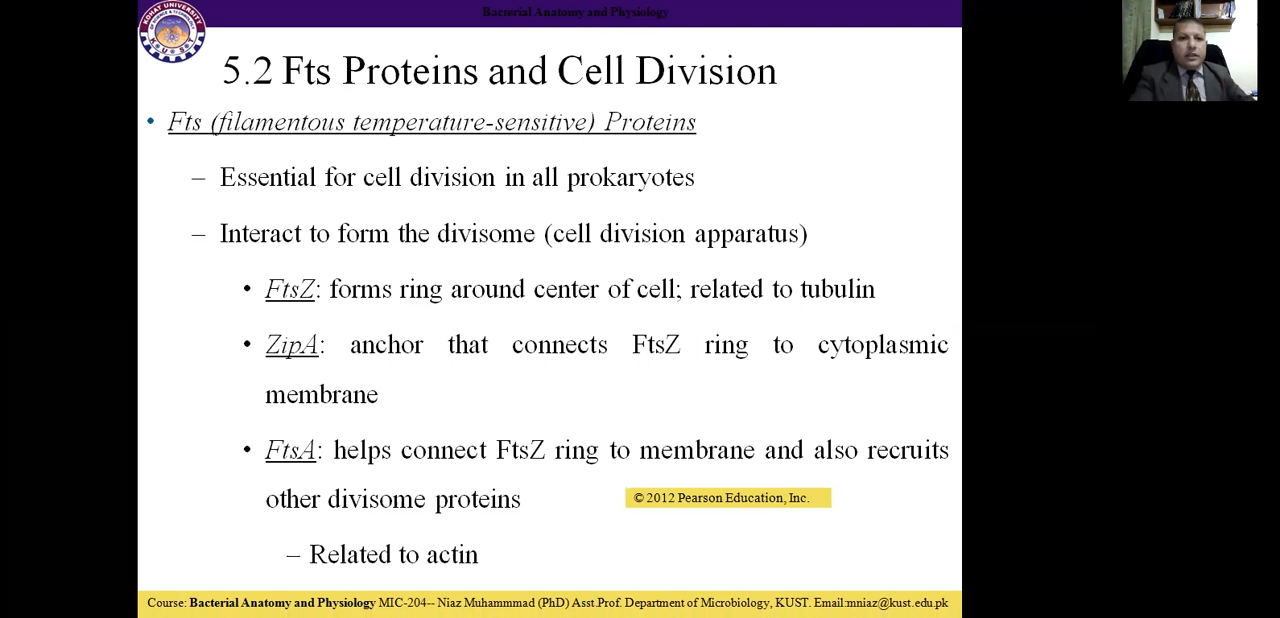 Bacterial Anatomy and Physiology
KOHAT UNIVERSITY
5.2 Fts Proteins and Cell Division
• Fts (filamentous temperature-sensitive) Proteins
– Essential for cell division in all prokaryotes
– Interact to form the divisome (cell division apparatus)
• FtsZ: forms ring around center of cell; related to tubulin
• ZipA: anchor that connects FtsZ ring to cytoplasmic
membrane
• FtsA: helps connect FtsZ ring to membrane and also recruits
other divisome proteins
© 2012 Pearson Education, Inc.
– Related to actin
Course: Bacterial Anatomy and Physiology MIC-204-- Niaz Muhammmad (PhD) Asst.Prof. Department of Microbiology, KUST. Email:mniaz@kust.edu.pk